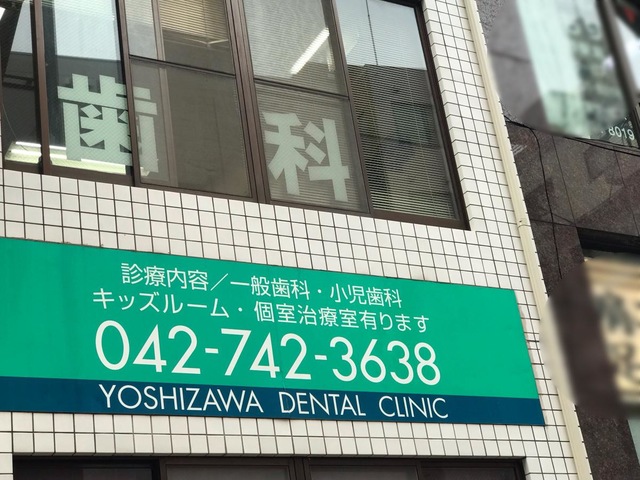 歯科
診療内容／一般歯科・小児歯科
キッズルーム・個室治療室有ります
042-742-3638
YOSHIZAWA DENTAL CLINIC
8019